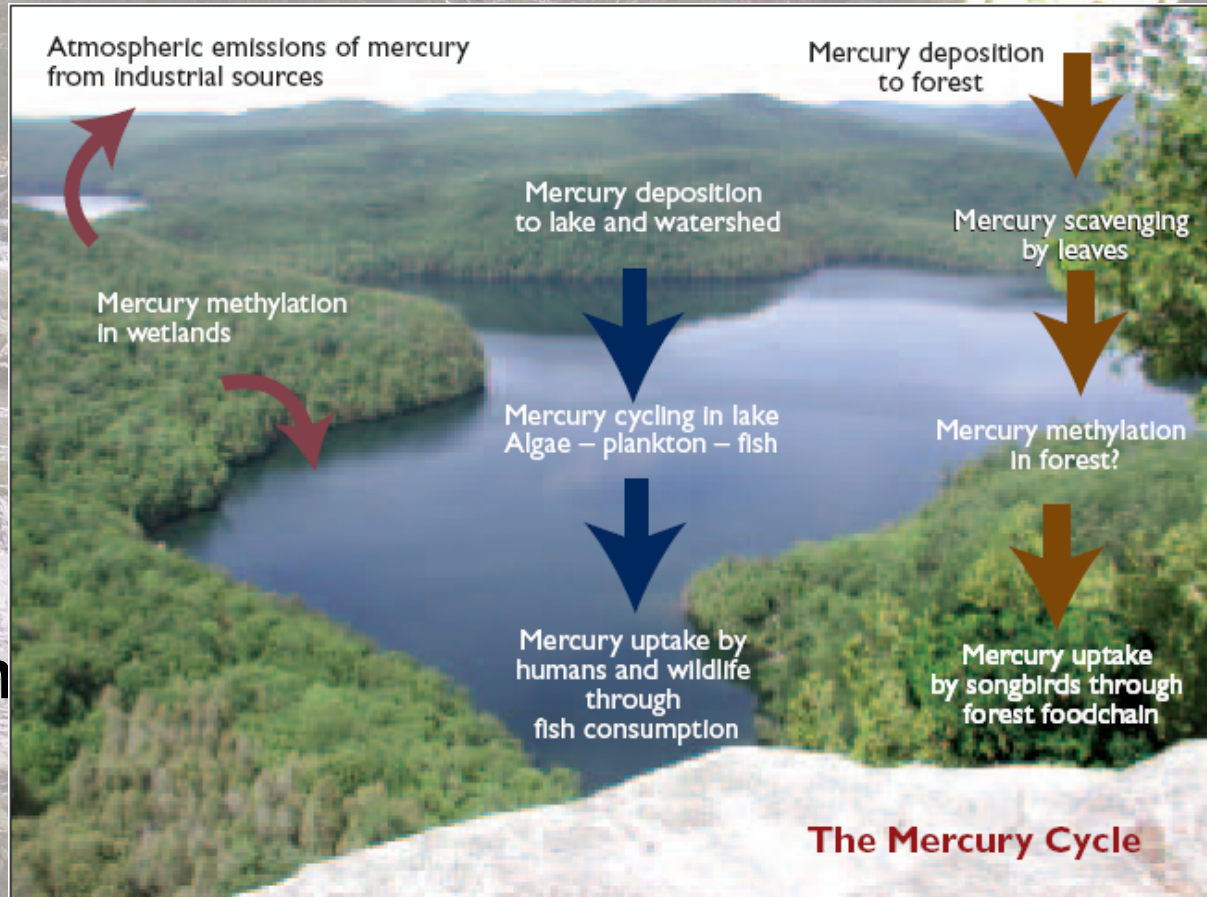 Atmospheric emissions of mercury
from industrial sources
Mercury deposition
to forest
Mercury deposition
to lake and watershed
Mercury scavenging
by leaves
Mercury methylation
in wetlands
Mercury cycling in lake
Algae – plankton – fish
Mercury methylation
in forest?
Mercury uptake by
humans and wildlife
through
fish consumption
Mercury uptake
by songbirds through
forest foodchain
The Mercury Cycle